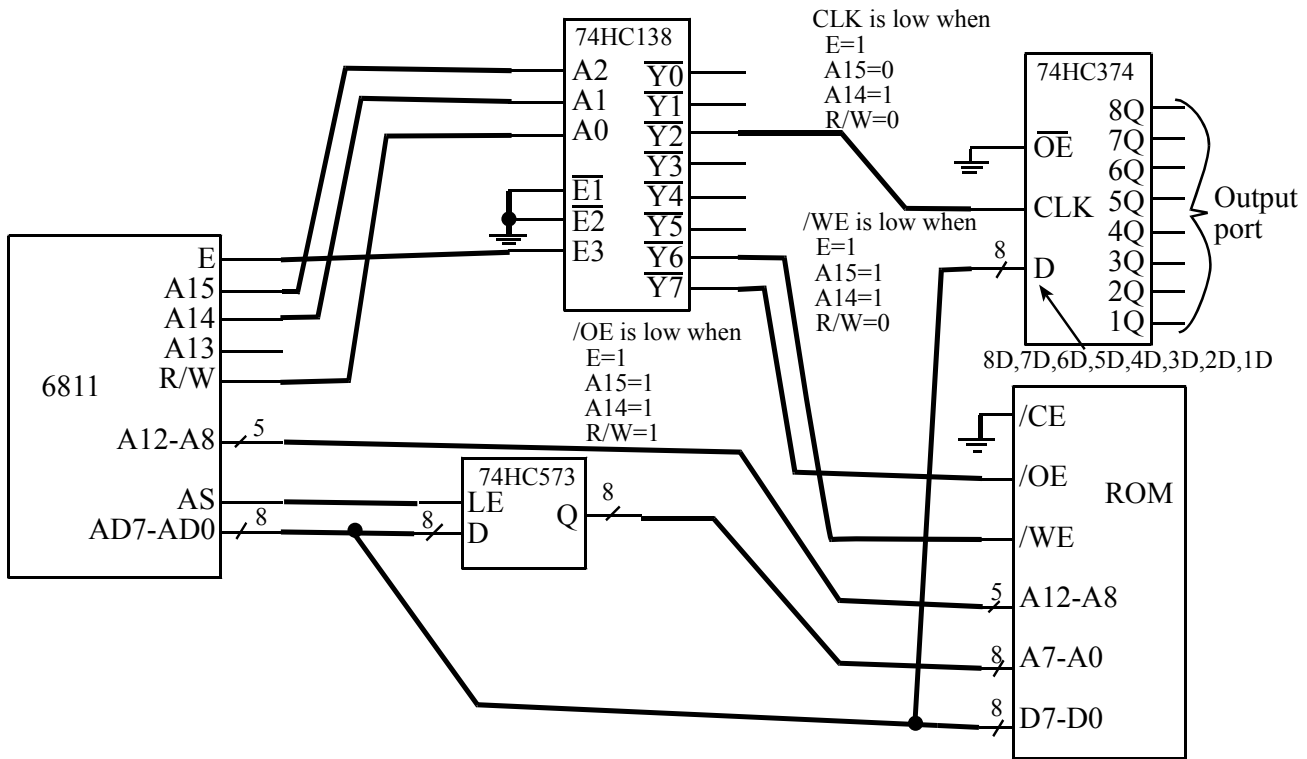 CLK is low when
E=1
A15=0
A14=1
R/W=0
74HC138
A2
A1
A0
E1
E2
E3
Y0
Y1
Y2
Y3
Y4
Y5
Y6
Y7
74HC374
OE
CLK
D
8
8Q
7Q
6Q
5Q
4Q
3Q
2Q
1Q
Output
port
8D,7D,6D,5D,4D,3D,2D,1D
/WE is low when
E=1
A15=1
A14=1
R/W=0
/OE is low when
E=1
A15=1
A14=1
R/W=1
6811
E
A15
A14
A13
R/W
A12-A8
5
AS
AD7-AD0
8
74HC573
LE
8
D
Q
8
ROM
/CE
/OE
/WE
5
A12-A8
8
A7-A0
8
D7-D0